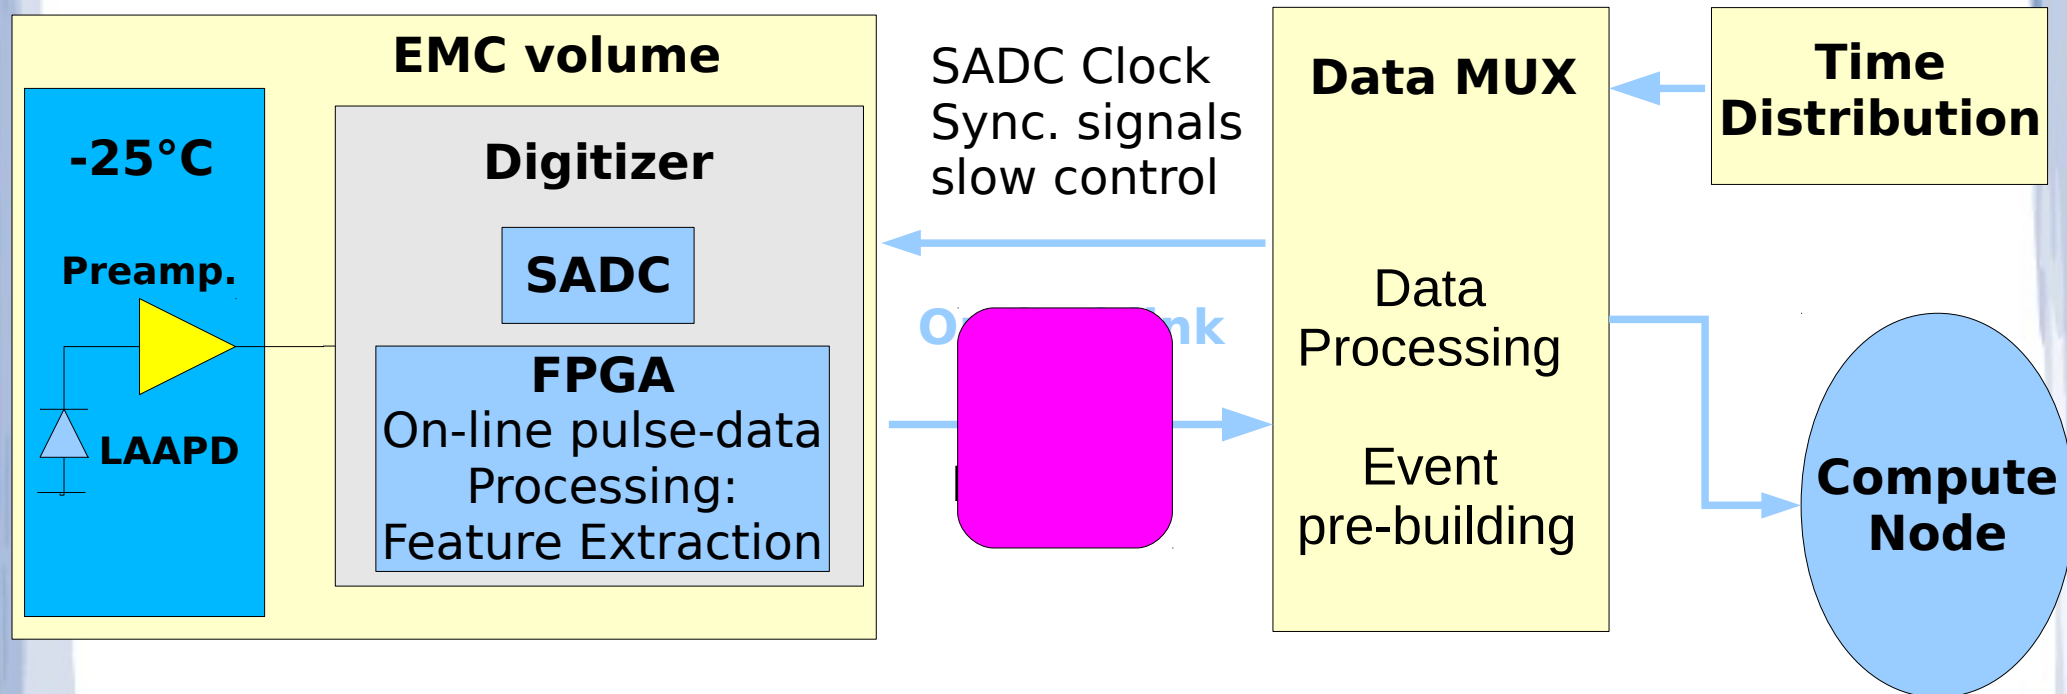 EMC volume
-25°C
Preamp.
LAAPD
Digitizer
SADC
FPGA
On-line pulse-data
Processing:
Feature Extraction
SADC Clock
Sync. signals
slow control
Data MUX
Data
Processing
Event
pre-building
Time
Distribution
Compute
Node